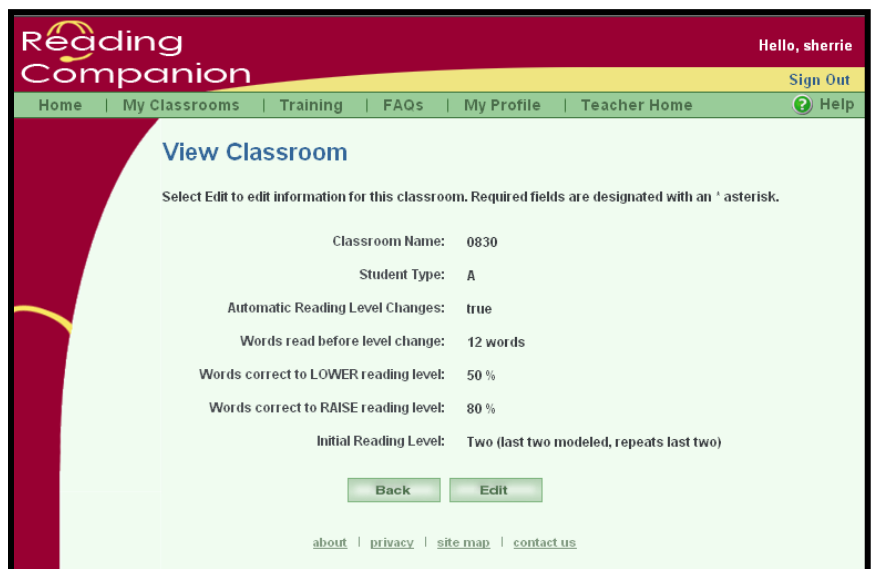 Reading
Companion
Hello, sherrie
Sign Out
Home | My Classrooms | Training | FAQs | My Profile | Teacher Home ? Help
View Classroom
Select Edit to edit information for this classroom. Required fields are designated with an * asterisk.
Classroom Name: 0830
Student Type: A
Automatic Reading Level Changes: true
Words read before level change: 12 words
Words correct to LOWER reading level: 50 %
Words correct to RAISE reading level: 80 %
Initial Reading Level: Two (last two modeled, repeats last two)
Back Edit
about | privacy | site map | contact us